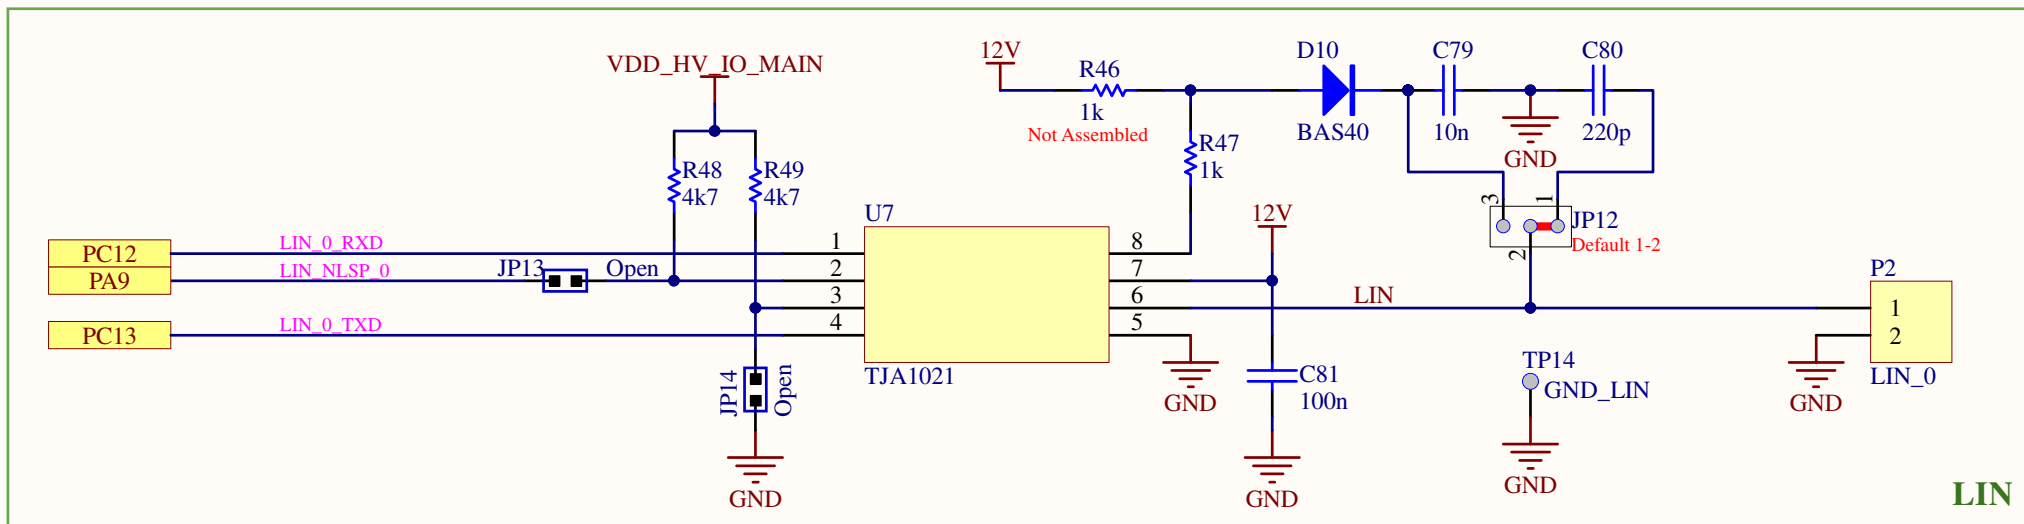 VDD_HV_IO_MAIN
R48
4k7
R49
4k7
12V
R46
1k
Not Assembled
R47
1k
D10
BAS40
C79
10n
GND
C80
220p
3
1
2
JP12
Default 1-2
PC12
LIN_0_RXD
PA9
LIN_NLSP_0
JP13
Open
PC13
LIN_0_TXD
JP14
Open
GND
U7
1
2
3
4
8
7
6
5
TJA1021
GND
12V
C81
100n
GND
LIN
TP14
GND_LIN
GND
P2
1
2
LIN_0
GND
LIN